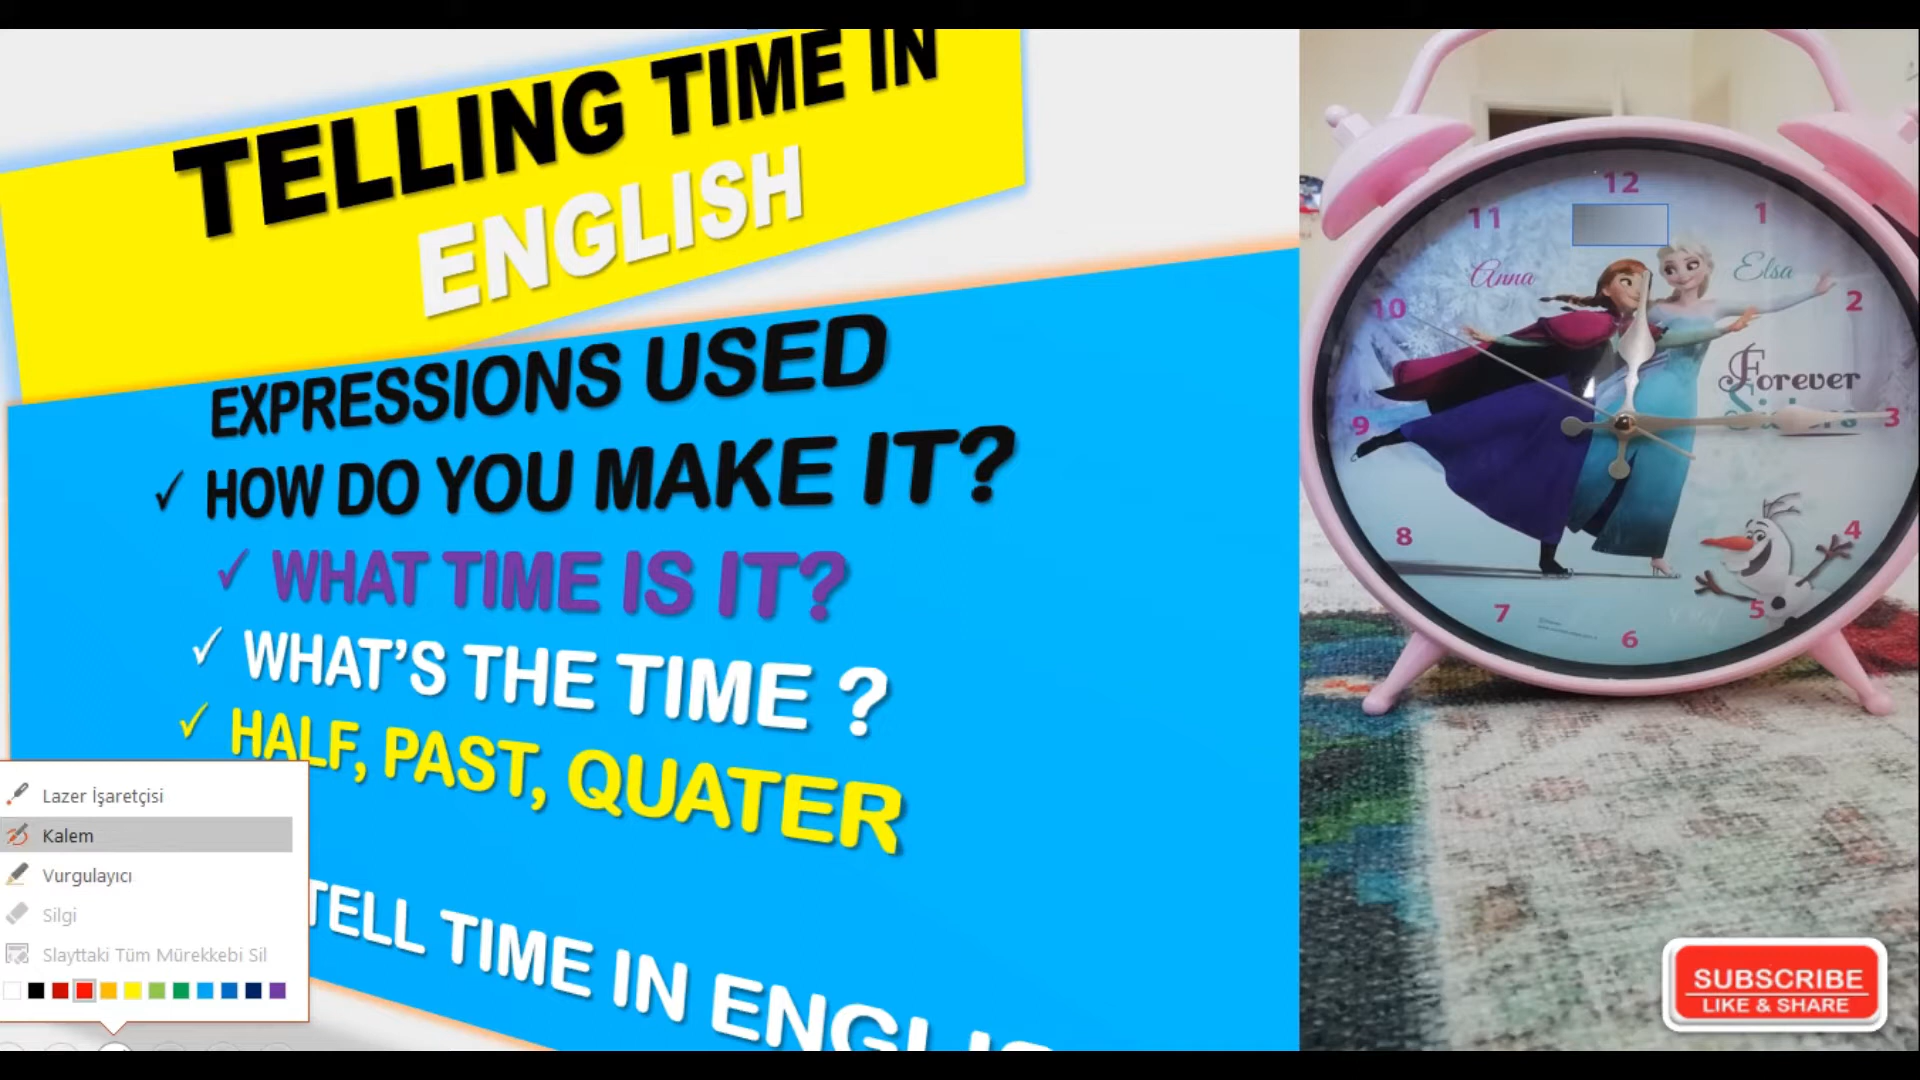 TELLING TIME IN
ENGLISH
EXPRESSIONS USED
✓ HOW DO YOU MAKE IT?
✓ WHAT TIME IS IT?
✓ WHAT'S THE TIME ?
✓ HALF, PAST, QUATER
TELL TIME IN ENGLIS
Lazer İşaretçisi
Kalem
Vurgulayıcı
Silgi
Slayttaki Tüm Mürekkebi Sil
12
11
1
Anna
Elsa
10
2
Forever
Sisters
9
3
8
4
7
5
6
SUBSCRIBE
LIKE & SHARE